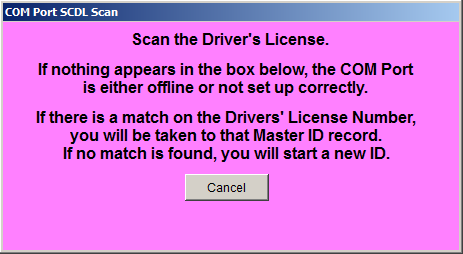 COM Port SCDL Scan
Scan the Driver's License.
If nothing appears in the box below, the COM Port
is either offline or not set up correctly.
If there is a match on the Drivers' License Number,
you will be taken to that Master ID record.
If no match is found, you will start a new ID.
Cancel